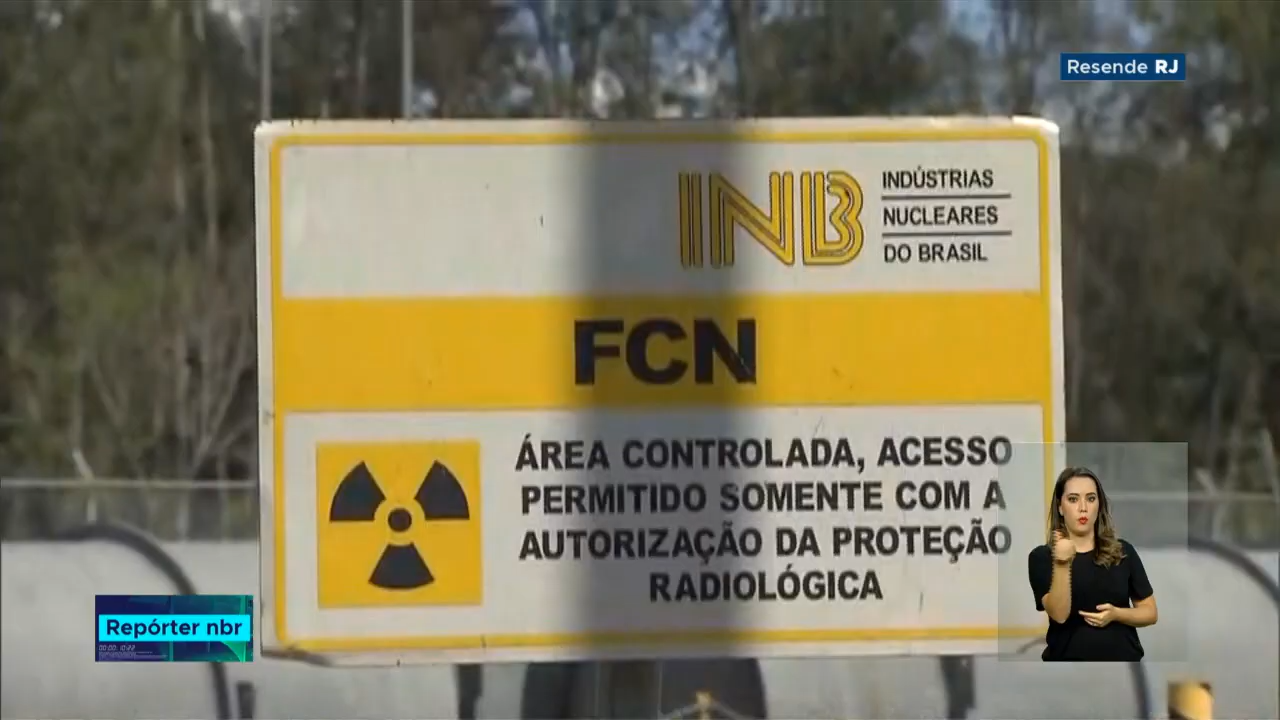 Resende RJ
INB
INDÚSTRIAS
NUCLEARES
DO BRASIL
FCN
ÁREA CONTROLADA, ACESSO
PERMITIDO SOMENTE COM A
AUTORIZAÇÃO DA PROTEÇÃO
RADIOLÓGICA
Repórter nbr